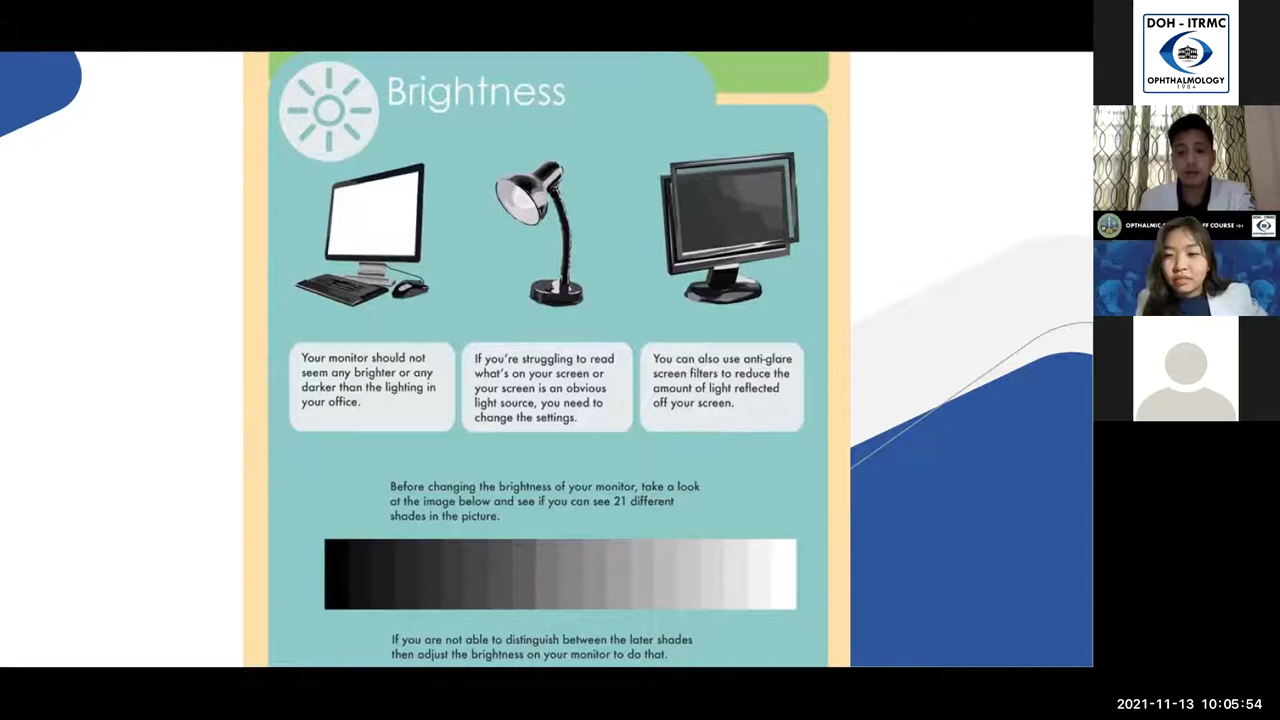 Brightness
Your monitor should not
seem any brighter or any
darker than the lighting in
your office.
If you're struggling to read
what's on your screen or
your screen is an obvious
light source, you need to
change the settings.
You can also use anti-glare
screen filters to reduce the
amount of light reflected
off your screen.
Before changing the brightness of your monitor, take a look
at the image below and see if you can see 21 different
shades in the picture.
If you are not able to distinguish between the later shades
then adjust the brightness on your monitor to do that.
DOH - ITRMC
OPHTHALMOLOGY
1984
OPTHALMIC
COURSE 101
DOH - ITRMC
2021-11-13 10:05:54